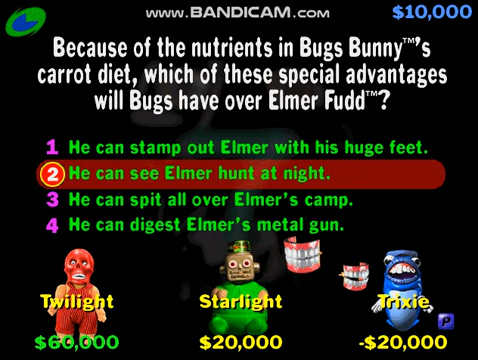 www.BANDICAM.com
$10,000
Because of the nutrients in Bugs Bunny™'s
carrot diet, which of these special advantages
will Bugs have over Elmer Fudd™?
1 He can stamp out Elmer with his huge feet.
2 He can see Elmer hunt at night.
3 He can spit all over Elmer's camp.
4 He can digest Elmer's metal gun.
Twilight Starlight Trixie
P
$60,000 $20,000 -$20,000